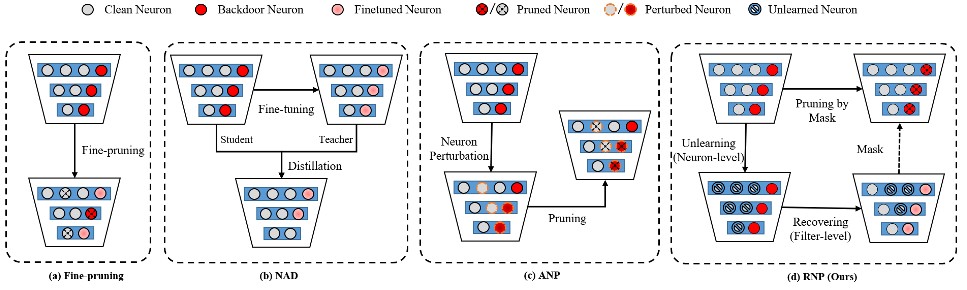 Clean Neuron Backdoor Neuron Finetuned Neuron / Pruned Neuron / Perturbed Neuron Unlearned Neuron
Fine-pruning
(a) Fine-pruning
Fine-tuning
Student
Teacher
Distillation
(b) NAD
Neuron
Perturbation
Pruning
(c) ANP
Pruning by
Mask
Unlearning
(Neuron-level)
Mask
Recovering
(Filter-level)
(d) RNP (Ours)